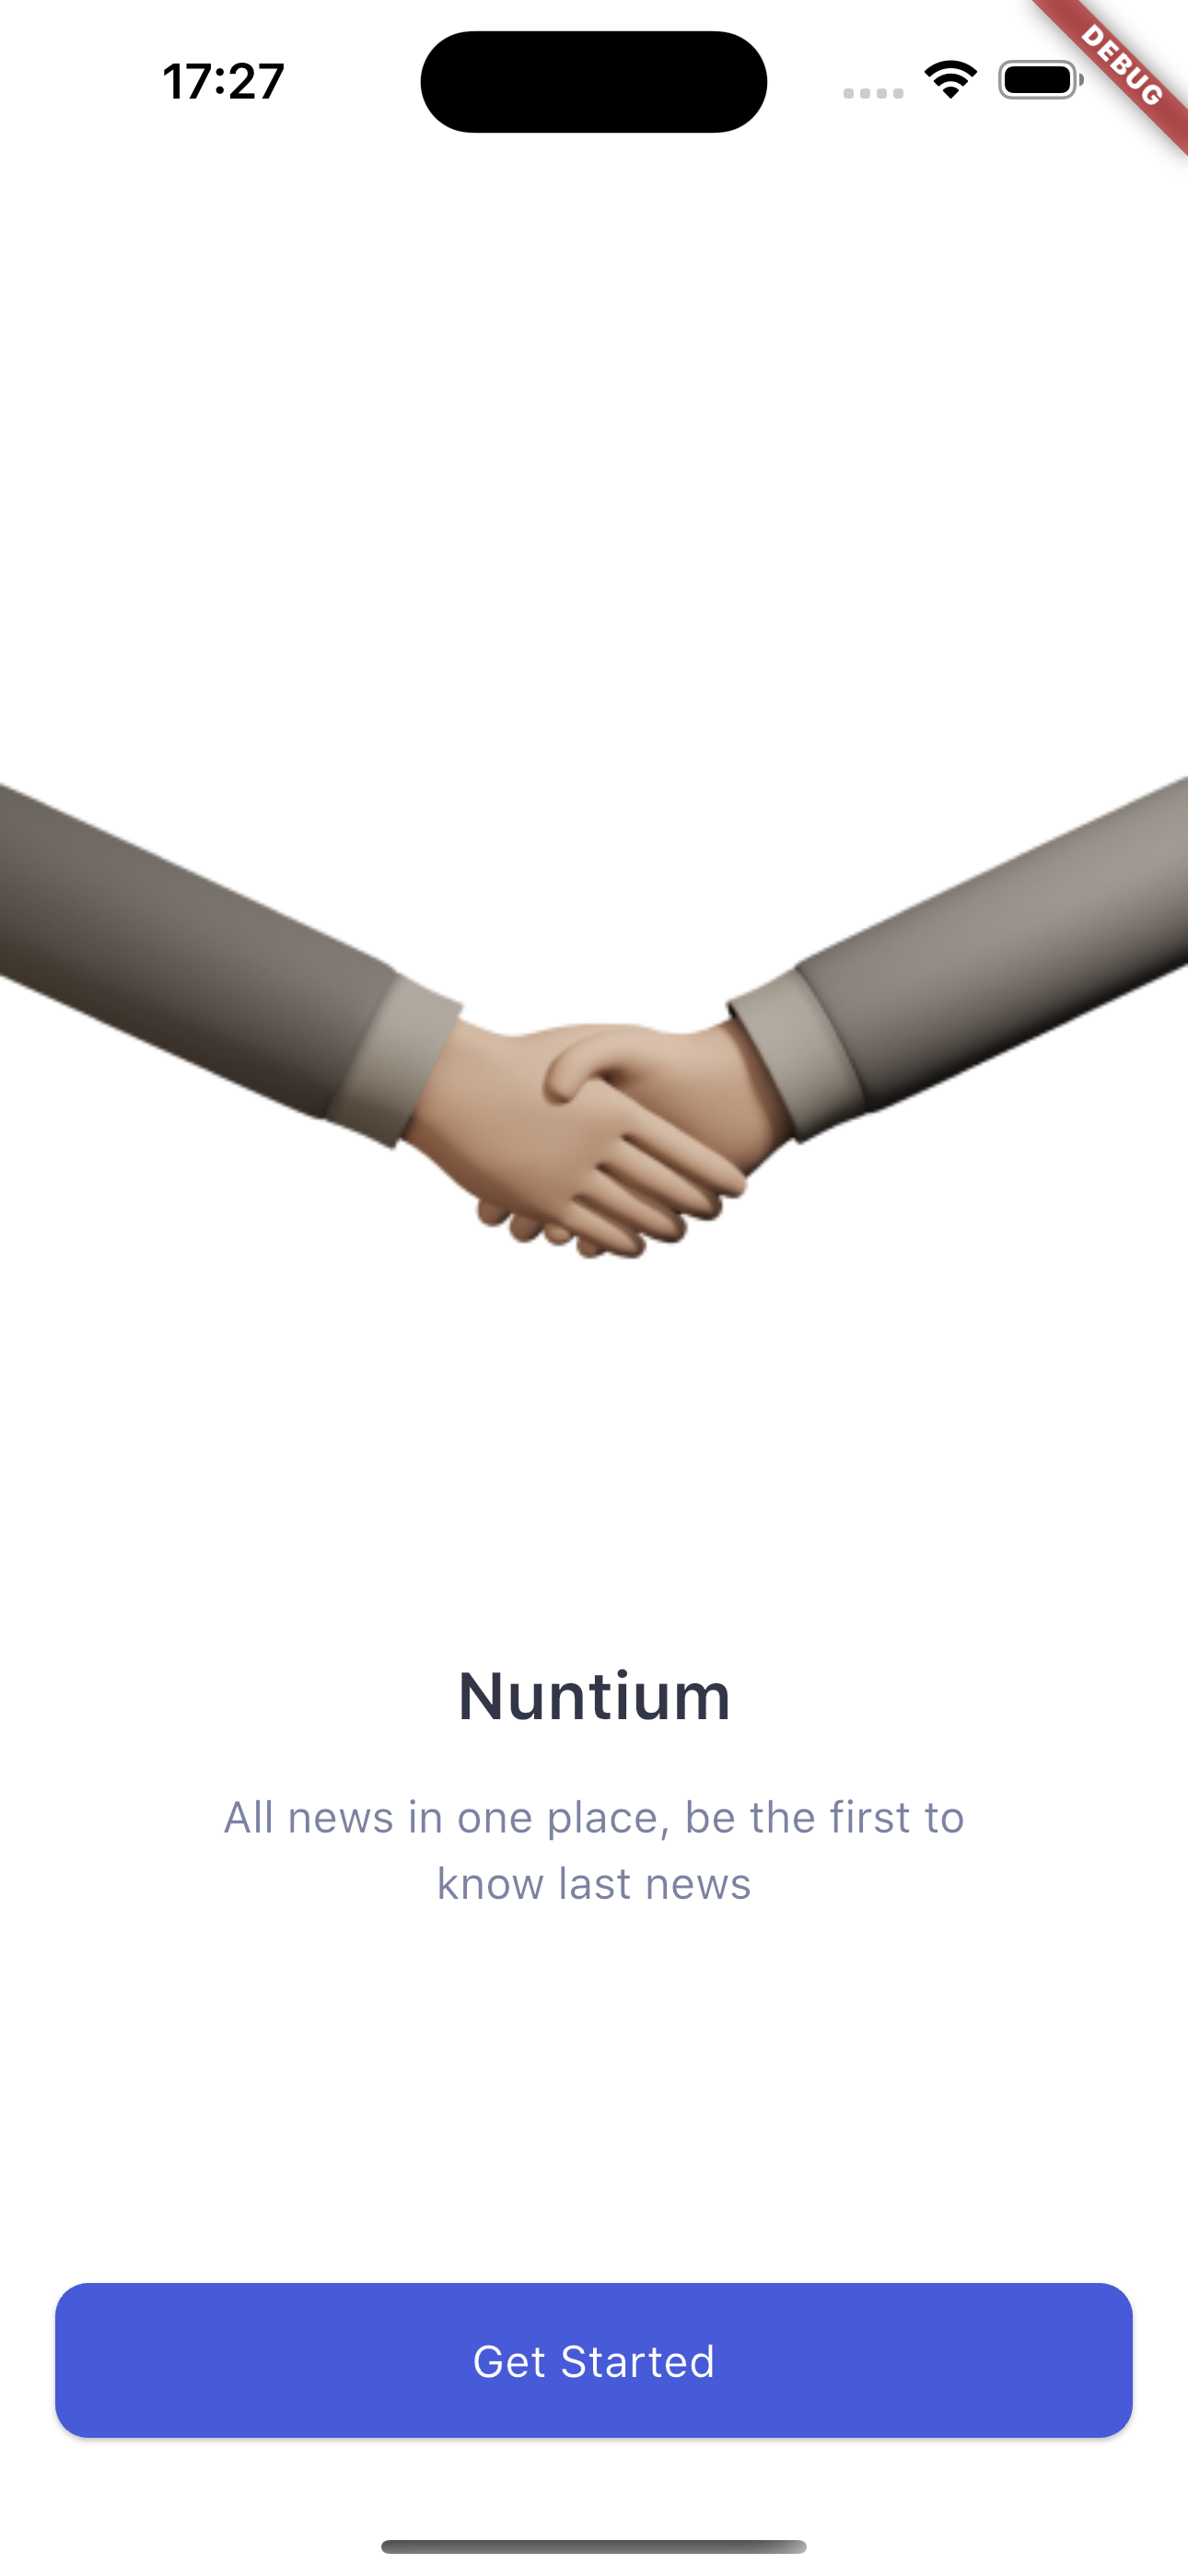 17:27
DEBUG
Nuntium
All news in one place, be the first to
know last news
Get Started